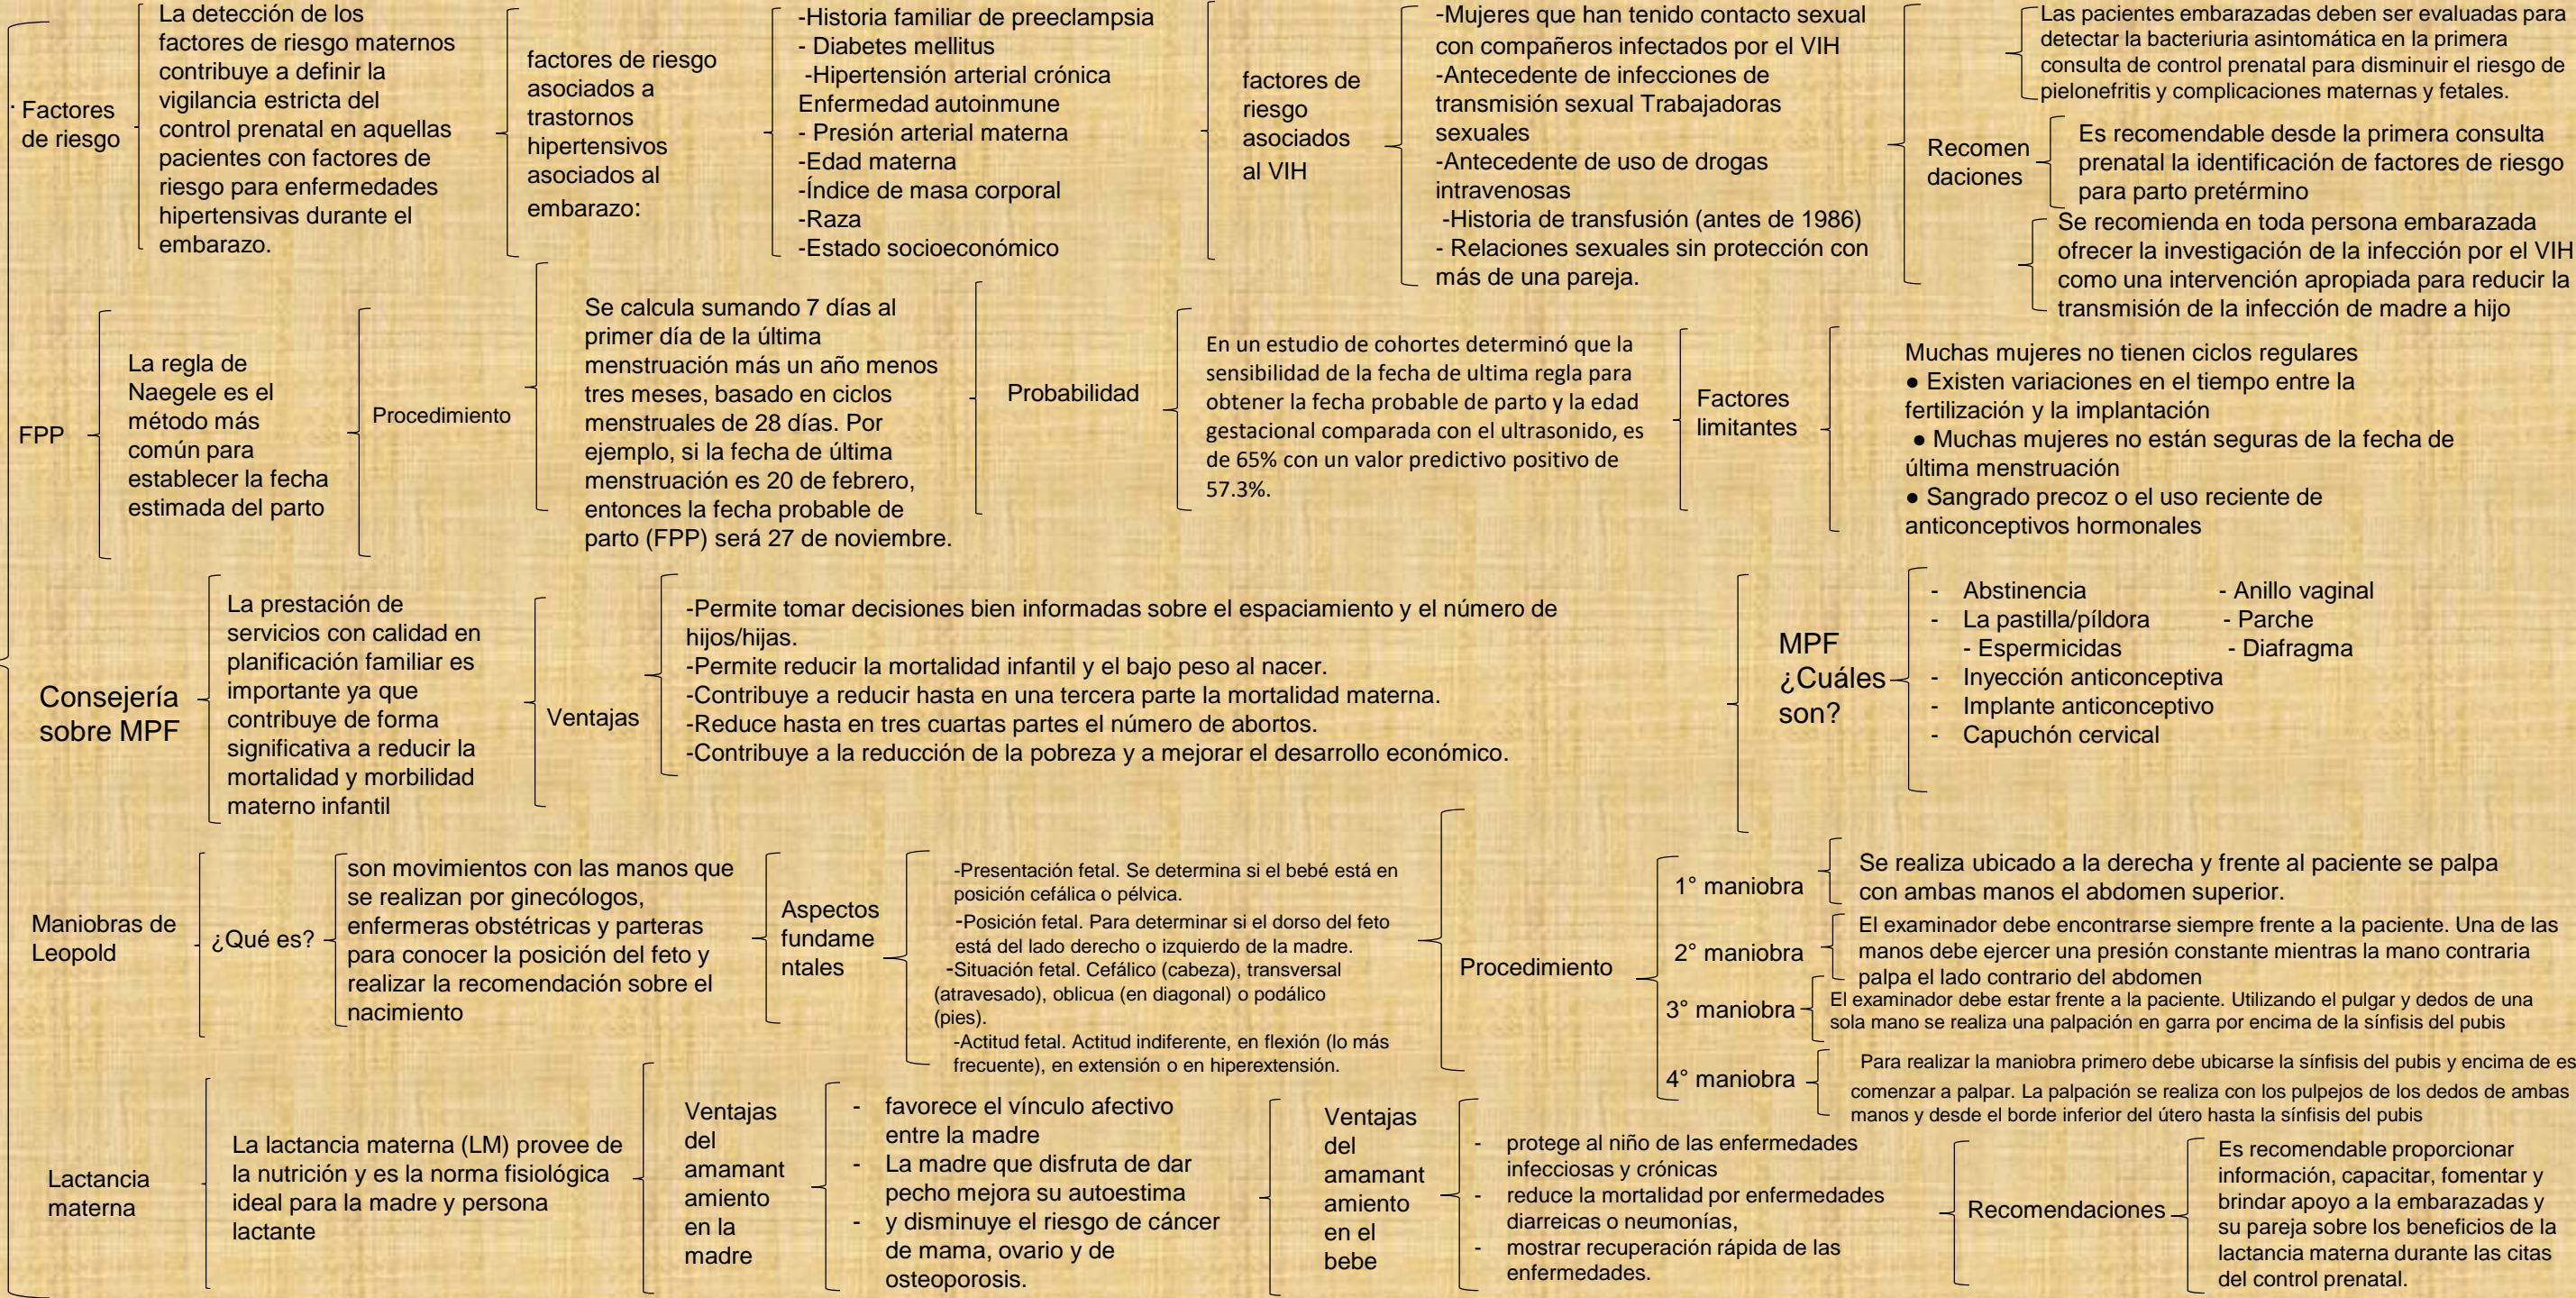 .
Factores
de riesgo
La detección de los
factores de riesgo maternos
contribuye a definir la
vigilancia estricta del
control prenatal en aquellas
pacientes con factores de
riesgo para enfermedades
hipertensivas durante el
embarazo.
factores de riesgo
asociados a
trastornos
hipertensivos
asociados al
embarazo:
-Historia familiar de preeclampsia
- Diabetes mellitus
-Hipertensión arterial crónica
Enfermedad autoinmune
- Presión arterial materna
-Edad materna
-Índice de masa corporal
-Raza
-Estado socioeconómico
factores de
riesgo
asociados
al VIH
-Mujeres que han tenido contacto sexual
con compañeros infectados por el VIH
-Antecedente de infecciones de
transmisión sexual Trabajadoras
sexuales
-Antecedente de uso de drogas
intravenosas
-Historia de transfusión (antes de 1986)
- Relaciones sexuales sin protección con
más de una pareja.
Recomen
daciones
Las pacientes embarazadas deben ser evaluadas para
detectar la bacteriuria asintomática en la primera
consulta de control prenatal para disminuir el riesgo de
pielonefritis y complicaciones maternas y fetales.
Es recomendable desde la primera consulta
prenatal la identificación de factores de riesgo
para parto pretérmino
Se recomienda en toda persona embarazada
ofrecer la investigación de la infección por el VIH
como una intervención apropiada para reducir la
transmisión de la infección de madre a hijo
FPP
La regla de
Naegele es el
método más
común para
establecer la fecha
estimada del parto
Procedimiento
Se calcula sumando 7 días al
primer día de la última
menstruación más un año menos
tres meses, basado en ciclos
menstruales de 28 días. Por
ejemplo, si la fecha de última
menstruación es 20 de febrero,
entonces la fecha probable de
parto (FPP) será 27 de noviembre.
Probabilidad
En un estudio de cohortes determinó que la
sensibilidad de la fecha de ultima regla para
obtener la fecha probable de parto y la edad
gestacional comparada con el ultrasonido, es
de 65% con un valor predictivo positivo de
57.3%.
Factores
limitantes
Muchas mujeres no tienen ciclos regulares
● Existen variaciones en el tiempo entre la
fertilización y la implantación
● Muchas mujeres no están seguras de la fecha de
última menstruación
● Sangrado precoz o el uso reciente de
anticonceptivos hormonales
Consejería
sobre MPF
La prestación de
servicios con calidad en
planificación familiar es
importante ya que
contribuye de forma
significativa a reducir la
mortalidad y morbilidad
materno infantil
Ventajas
-Permite tomar decisiones bien informadas sobre el espaciamiento y el número de
hijos/hijas.
-Permite reducir la mortalidad infantil y el bajo peso al nacer.
-Contribuye a reducir hasta en una tercera parte la mortalidad materna.
-Reduce hasta en tres cuartas partes el número de abortos.
-Contribuye a la reducción de la pobreza y a mejorar el desarrollo económico.
MPF
¿Cuáles
son?
- Abstinencia - Anillo vaginal
- La pastilla/píldora - Parche
- Espermicidas - Diafragma
- Inyección anticonceptiva
- Implante anticonceptivo
- Capuchón cervical
Maniobras de
Leopold
¿Qué es?
son movimientos con las manos que
se realizan por ginecólogos,
enfermeras obstétricas y parteras
para conocer la posición del feto y
realizar la recomendación sobre el
nacimiento
Aspectos
fundame
ntales
-Presentación fetal. Se determina si el bebé está en
posición cefálica o pélvica.
-Posición fetal. Para determinar si el dorso del feto
está del lado derecho o izquierdo de la madre.
-Situación fetal. Cefálico (cabeza), transversal
(atravesado), oblicua (en diagonal) o podálico
(pies).
-Actitud fetal. Actitud indiferente, en flexión (lo más
frecuente), en extensión o en hiperextensión.
Procedimiento
1° maniobra
Se realiza ubicado a la derecha y frente al paciente se palpa
con ambas manos el abdomen superior.
2° maniobra
El examinador debe encontrarse siempre frente a la paciente. Una de las
manos debe ejercer una presión constante mientras la mano contraria
palpa el lado contrario del abdomen
3° maniobra
El examinador debe estar frente a la paciente. Utilizando el pulgar y dedos de una
sola mano se realiza una palpación en garra por encima de la sínfisis del pubis
4° maniobra
Para realizar la maniobra primero debe ubicarse la sínfisis del pubis y encima de es
comenzar a palpar. La palpación se realiza con los pulpejos de los dedos de ambas
manos y desde el borde inferior del útero hasta la sínfisis del pubis
Lactancia
materna
La lactancia materna (LM) provee de
la nutrición y es la norma fisiológica
ideal para la madre y persona
lactante
Ventajas
del
amamant
amiento
en la
madre
- favorece el vínculo afectivo
entre la madre
- La madre que disfruta de dar
pecho mejora su autoestima
- y disminuye el riesgo de cáncer
de mama, ovario y de
osteoporosis.
Ventajas
del
amamant
amiento
en el
bebe
- protege al niño de las enfermedades
infecciosas y crónicas
- reduce la mortalidad por enfermedades
diarreicas o neumonías,
- mostrar recuperación rápida de las
enfermedades.
Recomendaciones
Es recomendable proporcionar
información, capacitar, fomentar y
brindar apoyo a la embarazadas y
su pareja sobre los beneficios de la
lactancia materna durante las citas
del control prenatal.